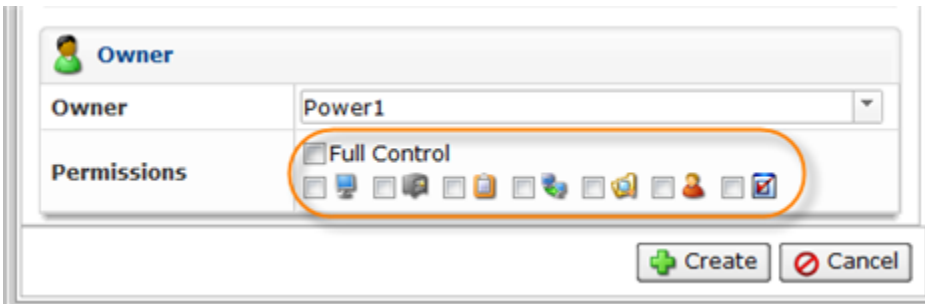 Owner
Owner Power1
Permissions
Full Control
Create Cancel